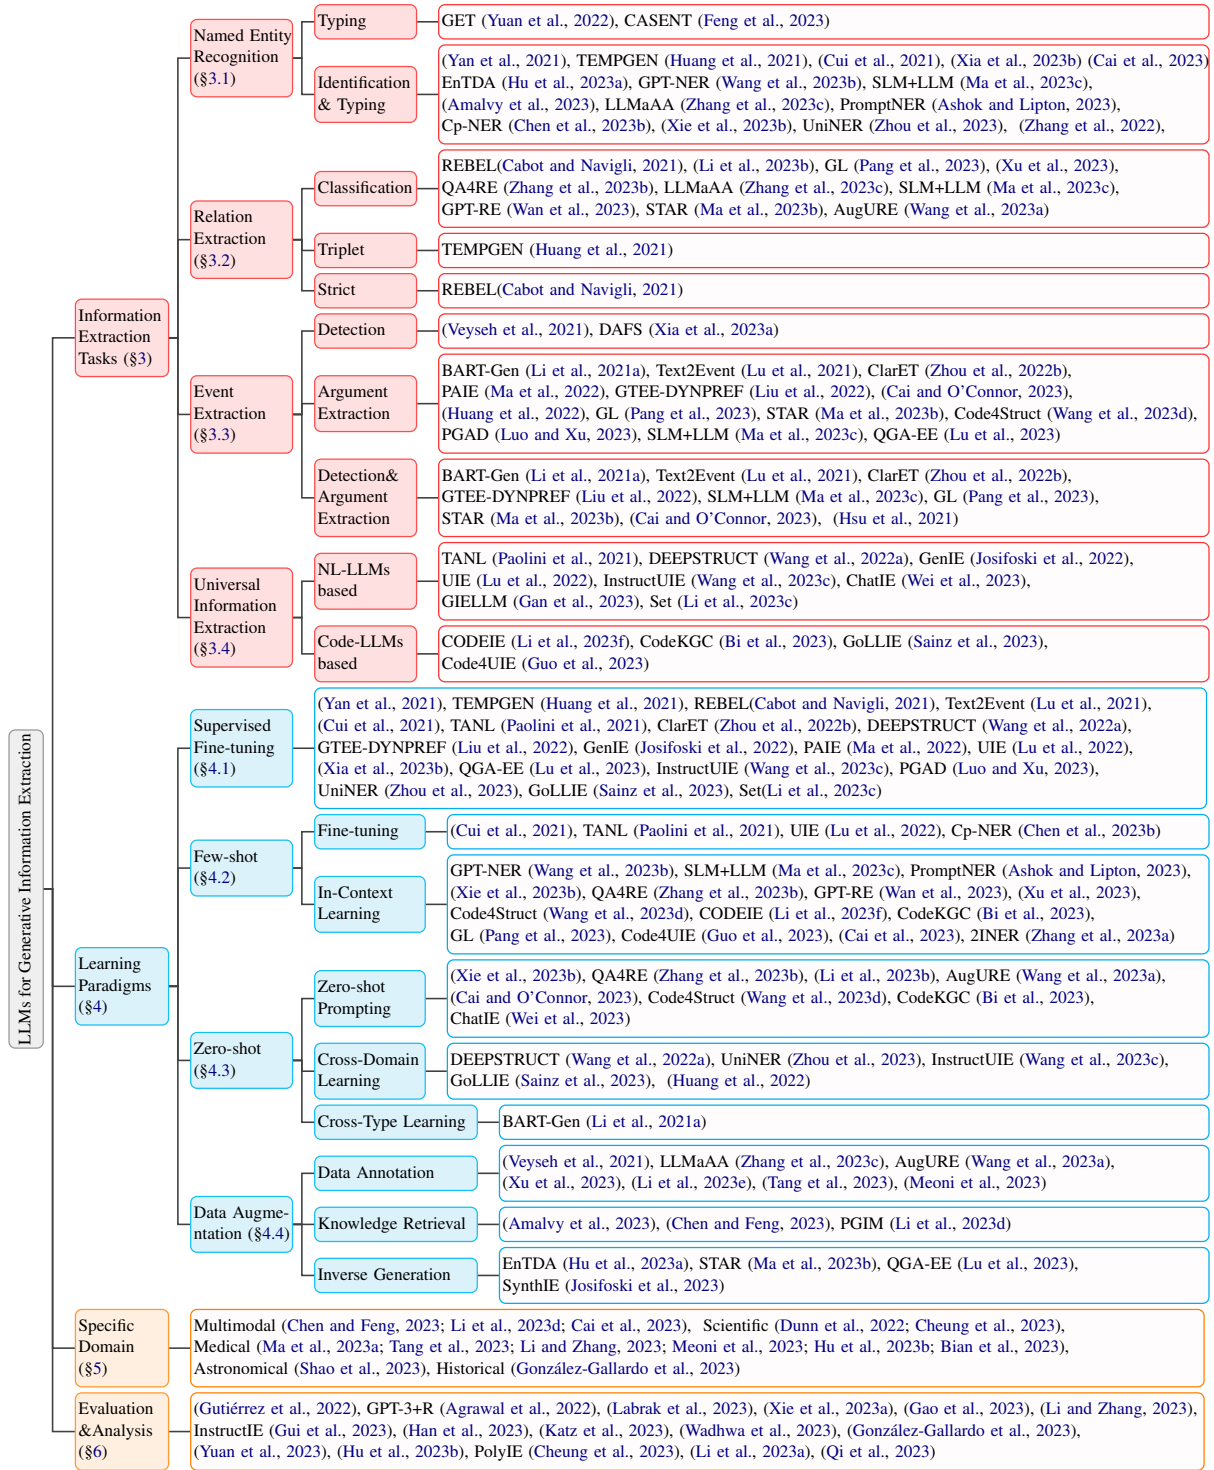 LLMs for Generative Information Extraction
Information
Extraction
Tasks (§3)
Named Entity
Recognition
(§3.1)
Typing
GET (Yuan et al., 2022), CASENT (Feng et al., 2023)
Identification
& Typing
(Yan et al., 2021), TEMPGEN (Huang et al., 2021), (Cui et al., 2021), (Xia et al., 2023b) (Cai et al., 2023)
EnTDA (Hu et al., 2023a), GPT-NER (Wang et al., 2023b), SLM+LLM (Ma et al., 2023c),
(Amalvy et al., 2023), LLMaAA (Zhang et al., 2023c), PromptNER (Ashok and Lipton, 2023),
Cp-NER (Chen et al., 2023b), (Xie et al., 2023b), UniNER (Zhou et al., 2023), (Zhang et al., 2022),
Relation
Extraction
(§3.2)
Classification
REBEL(Cabot and Navigli, 2021), (Li et al., 2023b), GL (Pang et al., 2023), (Xu et al., 2023),
QA4RE (Zhang et al., 2023b), LLMaAA (Zhang et al., 2023c), SLM+LLM (Ma et al., 2023c),
GPT-RE (Wan et al., 2023), STAR (Ma et al., 2023b), AugURE (Wang et al., 2023a)
Triplet
TEMPGEN (Huang et al., 2021)
Strict
REBEL(Cabot and Navigli, 2021)
Event
Extraction
(§3.3)
Detection
(Veyseh et al., 2021), DAFS (Xia et al., 2023a)
Argument
Extraction
BART-Gen (Li et al., 2021a), Text2Event (Lu et al., 2021), ClarET (Zhou et al., 2022b),
PAIE (Ma et al., 2022), GTEE-DYNPREF (Liu et al., 2022), (Cai and O'Connor, 2023),
(Huang et al., 2022), GL (Pang et al., 2023), STAR (Ma et al., 2023b), Code4Struct (Wang et al., 2023d),
PGAD (Luo and Xu, 2023), SLM+LLM (Ma et al., 2023c), QGA-EE (Lu et al., 2023)
Detection&
Argument
Extraction
BART-Gen (Li et al., 2021a), Text2Event (Lu et al., 2021), ClarET (Zhou et al., 2022b),
GTEE-DYNPREF (Liu et al., 2022), SLM+LLM (Ma et al., 2023c), GL (Pang et al., 2023),
STAR (Ma et al., 2023b), (Cai and O'Connor, 2023), (Hsu et al., 2021)
Universal
Information
Extraction
(§3.4)
NL-LLMs
based
TANL (Paolini et al., 2021), DEEPSTRUCT (Wang et al., 2022a), GenIE (Josifoski et al., 2022),
UIE (Lu et al., 2022), InstructUIE (Wang et al., 2023c), ChatIE (Wei et al., 2023),
GIELLM (Gan et al., 2023), Set (Li et al., 2023c)
Code-LLMs
based
CODEIE (Li et al., 2023f), CodeKGC (Bi et al., 2023), GoLLIE (Sainz et al., 2023),
Code4UIE (Guo et al., 2023)
Learning
Paradigms
(§4)
Supervised
Fine-tuning
(§4.1)
(Yan et al., 2021), TEMPGEN (Huang et al., 2021), REBEL(Cabot and Navigli, 2021), Text2Event (Lu et al., 2021),
(Cui et al., 2021), TANL (Paolini et al., 2021), ClarET (Zhou et al., 2022b), DEEPSTRUCT (Wang et al., 2022a),
GTEE-DYNPREF (Liu et al., 2022), GenIE (Josifoski et al., 2022), PAIE (Ma et al., 2022), UIE (Lu et al., 2022),
(Xia et al., 2023b), QGA-EE (Lu et al., 2023), InstructUIE (Wang et al., 2023c), PGAD (Luo and Xu, 2023),
UniNER (Zhou et al., 2023), GoLLIE (Sainz et al., 2023), Set(Li et al., 2023c)
Few-shot
(§4.2)
Fine-tuning
(Cui et al., 2021), TANL (Paolini et al., 2021), UIE (Lu et al., 2022), Cp-NER (Chen et al., 2023b)
In-Context
Learning
GPT-NER (Wang et al., 2023b), SLM+LLM (Ma et al., 2023c), PromptNER (Ashok and Lipton, 2023),
(Xie et al., 2023b), QA4RE (Zhang et al., 2023b), GPT-RE (Wan et al., 2023), (Xu et al., 2023),
Code4Struct (Wang et al., 2023d), CODEIE (Li et al., 2023f), CodeKGC (Bi et al., 2023),
GL (Pang et al., 2023), Code4UIE (Guo et al., 2023), (Cai et al., 2023), 2INER (Zhang et al., 2023a)
Zero-shot
(§4.3)
Zero-shot
Prompting
(Xie et al., 2023b), QA4RE (Zhang et al., 2023b), (Li et al., 2023b), AugURE (Wang et al., 2023a),
(Cai and O'Connor, 2023), Code4Struct (Wang et al., 2023d), CodeKGC (Bi et al., 2023),
ChatIE (Wei et al., 2023)
Cross-Domain
Learning
DEEPSTRUCT (Wang et al., 2022a), UniNER (Zhou et al., 2023), InstructUIE (Wang et al., 2023c),
GoLLIE (Sainz et al., 2023), (Huang et al., 2022)
Cross-Type Learning
BART-Gen (Li et al., 2021a)
Data Augme-
ntation (§4.4)
Data Annotation
(Veyseh et al., 2021), LLMaAA (Zhang et al., 2023c), AugURE (Wang et al., 2023a),
(Xu et al., 2023), (Li et al., 2023e), (Tang et al., 2023), (Meoni et al., 2023)
Knowledge Retrieval
(Amalvy et al., 2023), (Chen and Feng, 2023), PGIM (Li et al., 2023d)
Inverse Generation
EnTDA (Hu et al., 2023a), STAR (Ma et al., 2023b), QGA-EE (Lu et al., 2023),
SynthIE (Josifoski et al., 2023)
Specific
Domain
(§5)
Multimodal (Chen and Feng, 2023; Li et al., 2023d; Cai et al., 2023), Scientific (Dunn et al., 2022; Cheung et al., 2023),
Medical (Ma et al., 2023a; Tang et al., 2023; Li and Zhang, 2023; Meoni et al., 2023; Hu et al., 2023b; Bian et al., 2023),
Astronomical (Shao et al., 2023), Historical (González-Gallardo et al., 2023)
Evaluation
&Analysis
(§6)
(Gutiérrez et al., 2022), GPT-3+R (Agrawal et al., 2022), (Labrak et al., 2023), (Xie et al., 2023a), (Gao et al., 2023), (Li and Zhang, 2023),
InstructIE (Gui et al., 2023), (Han et al., 2023), (Katz et al., 2023), (Wadhwa et al., 2023), (González-Gallardo et al., 2023),
(Yuan et al., 2023), (Hu et al., 2023b), PolyIE (Cheung et al., 2023), (Li et al., 2023a), (Qi et al., 2023)